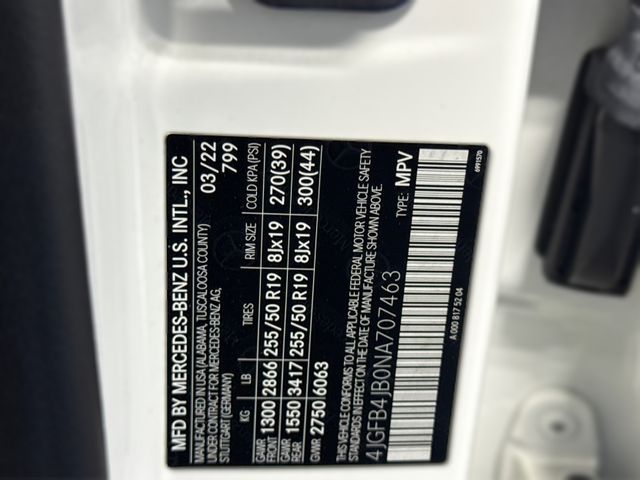 MFD BY MERCEDES-BENZ U.S. INTL., INC
MANUFACTURED IN USA (ALABAMA, TUSCALOOSA COUNTY) 03/22
UNDER CONTRACT FOR MERCEDES-BENZ AG, 799
STUTTGART (GERMANY)
KG LB TIRES RIM SIZE COLD KPA(PSI)
GAWR FRONT 1300 2866 255/50 R19 8Jx19 270(39)
GAWR REAR 1550 3417 255/50 R19 8Jx19 300(44)
GVWR 2750 6063
THIS VEHICLE CONFORMS TO ALL APPLICABLE FEDERAL MOTOR VEHICLE SAFETY
STANDARDS IN EFFECT ON THE DATE OF MANUFACTURE SHOWN ABOVE.
4JGFB4JB0NA707463 TYPE: MPV
A 000 817 52 04
6991570